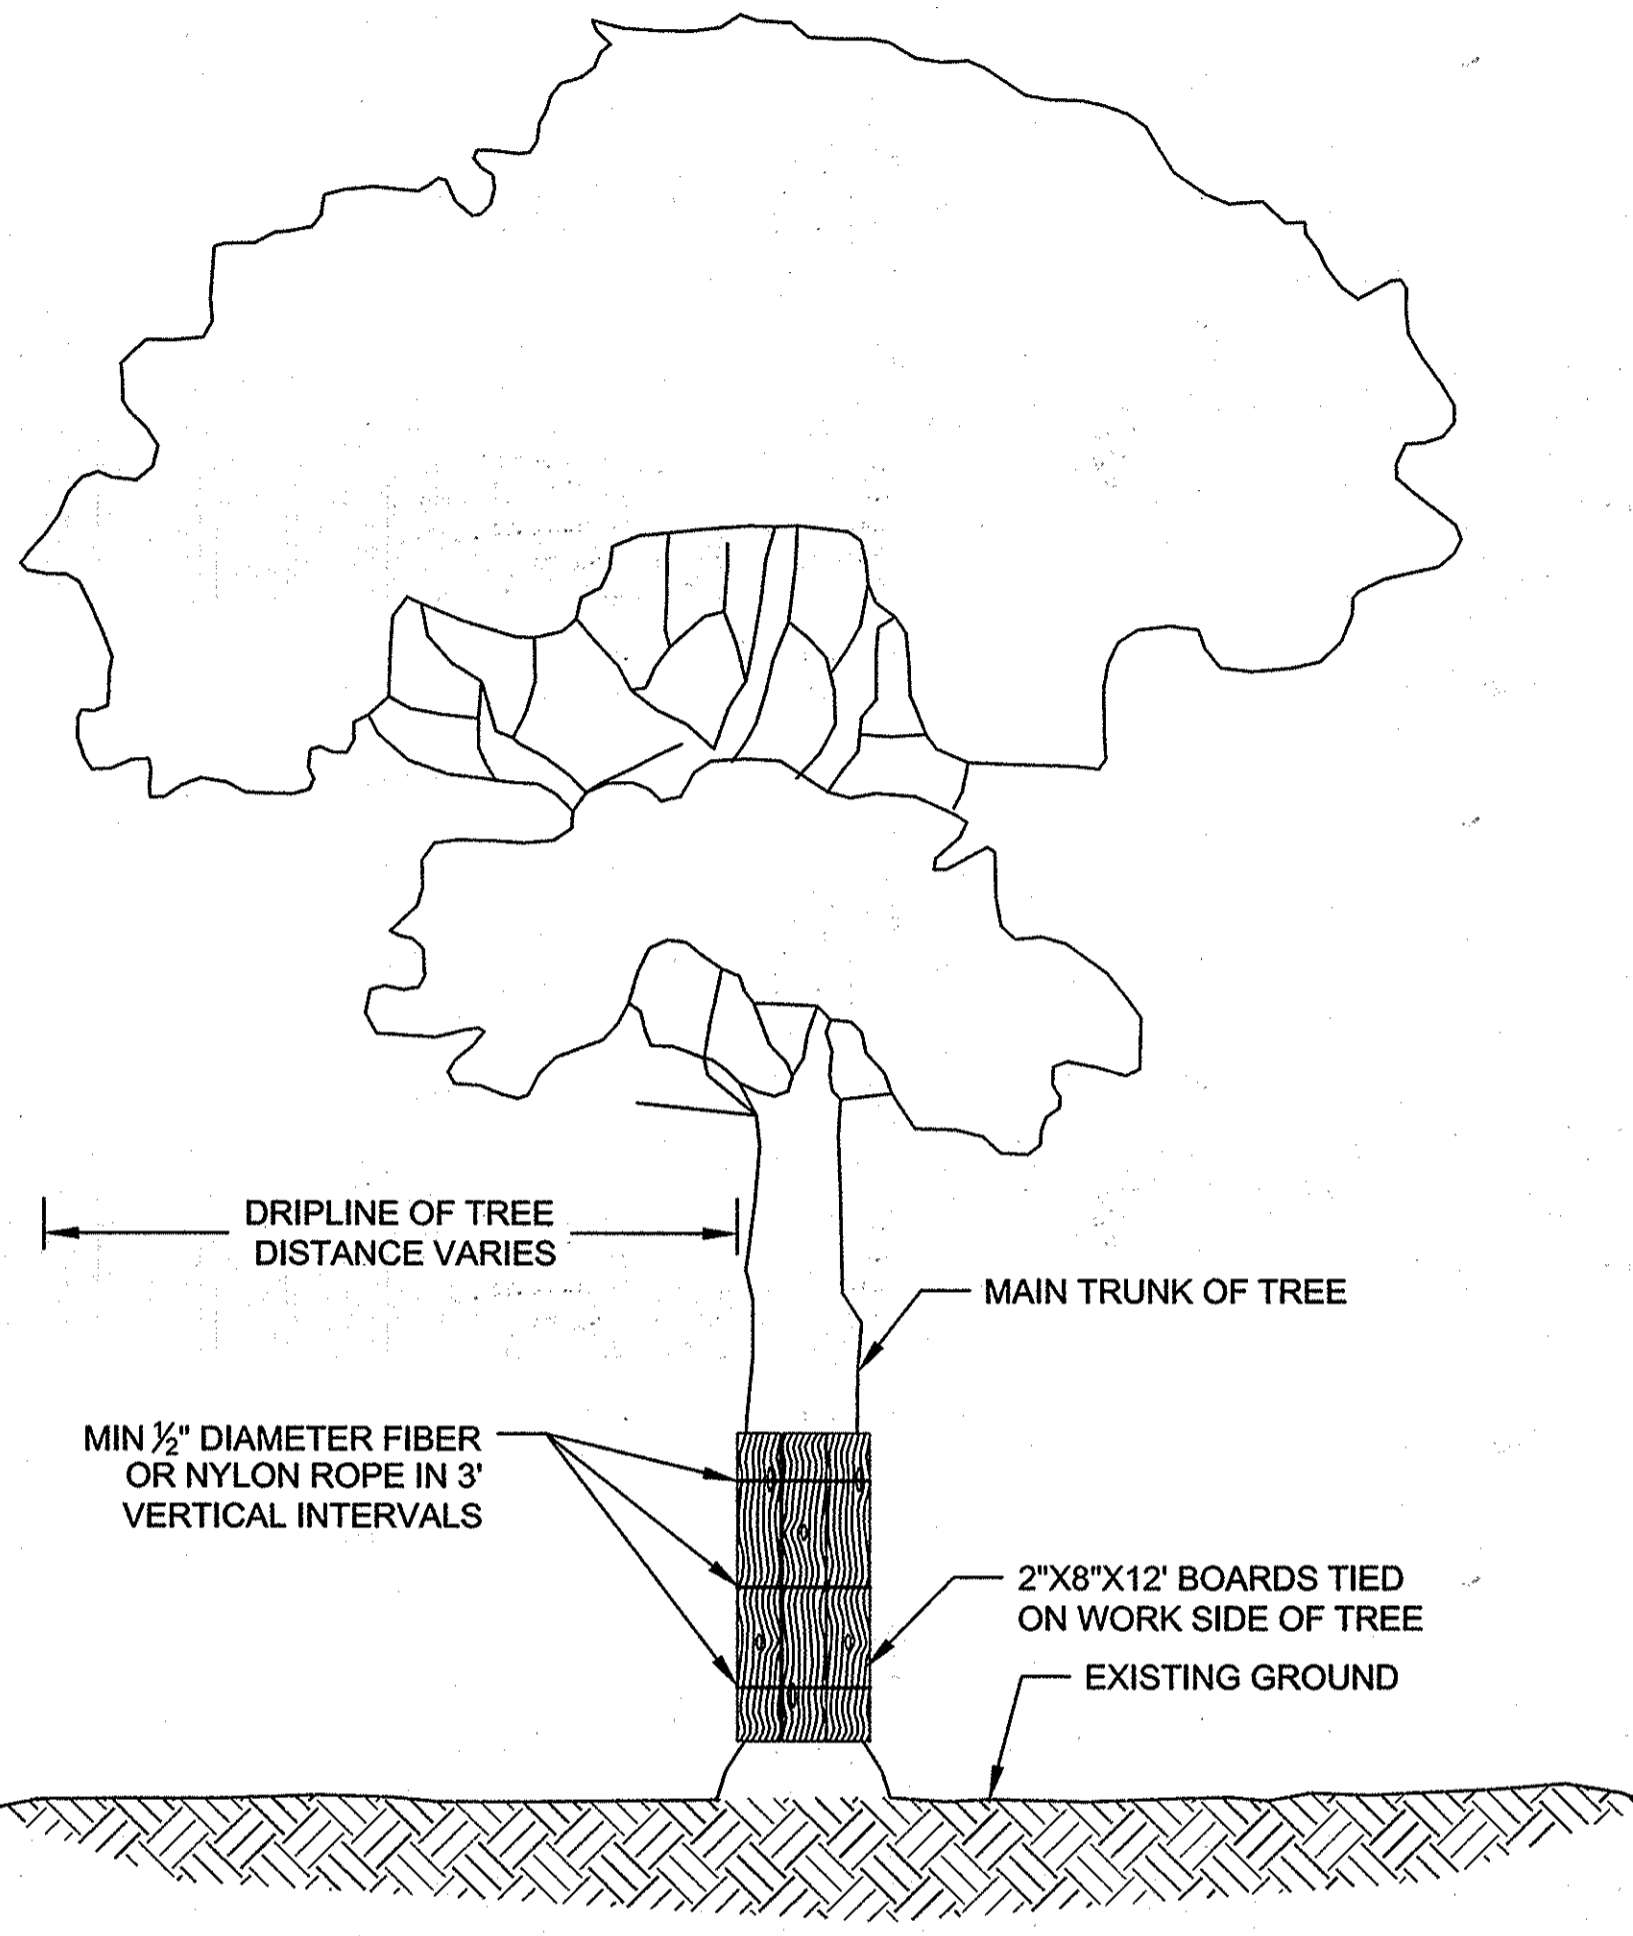 DRIPLINE OF TREE
DISTANCE VARIES
MAIN TRUNK OF TREE
MIN ½" DIAMETER FIBER
OR NYLON ROPE IN 3'
VERTICAL INTERVALS
2"X8"X12' BOARDS TIED
ON WORK SIDE OF TREE
EXISTING GROUND